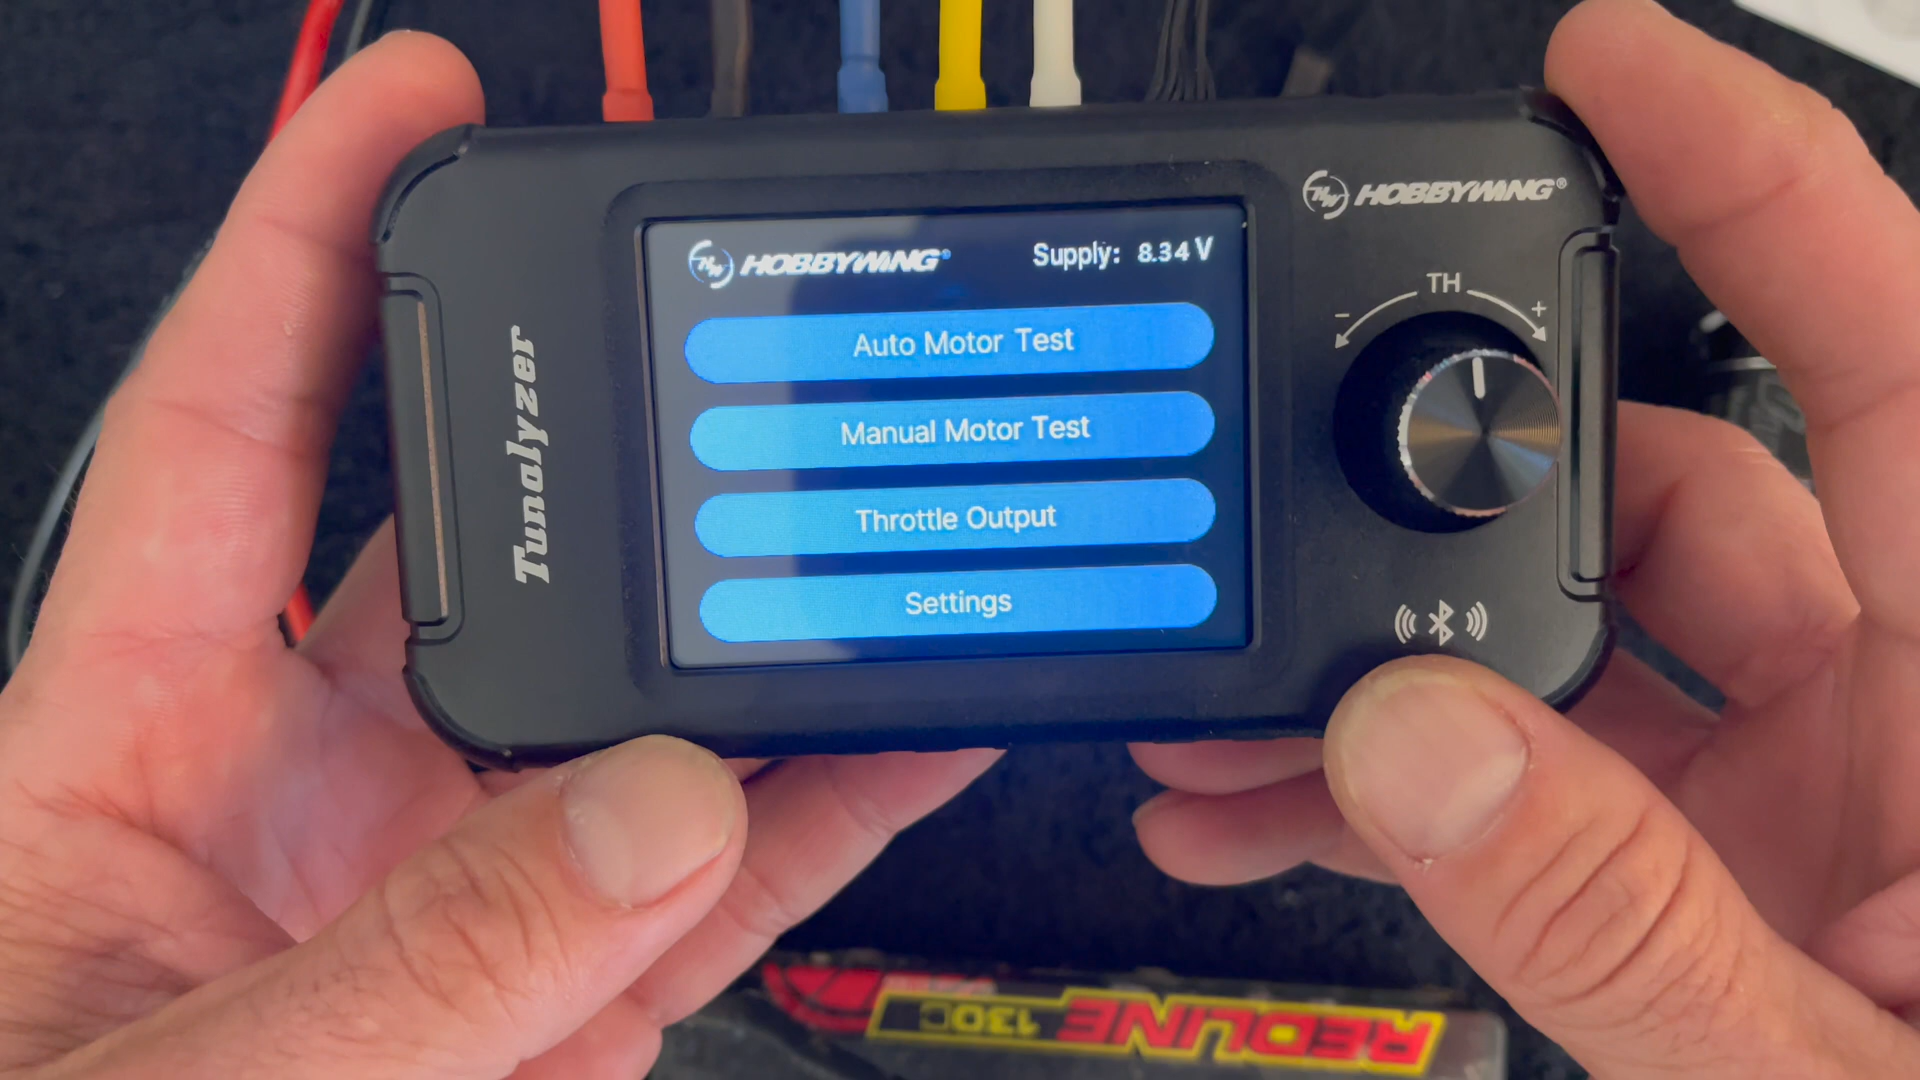 HOBBYWING®
TH
- +
Tunalyzer
HOBBYWING®
Supply: 8.34 V
Auto Motor Test
Manual Motor Test
Throttle Output
Settings
REDLINE 130C